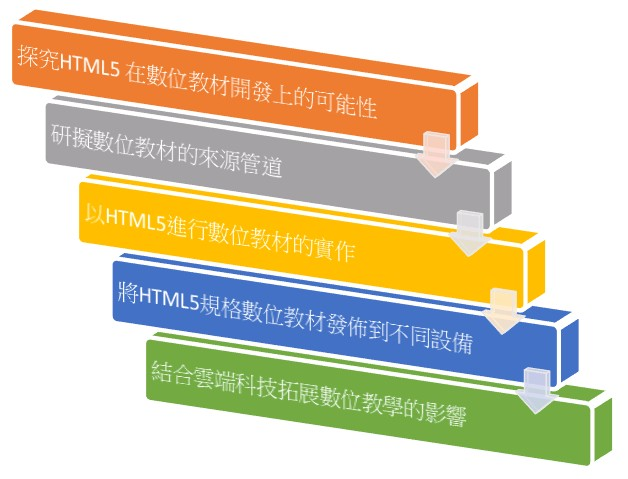 探究HTML5 在數位教材開發上的可能性
研擬數位教材的來源管道
以HTML5進行數位教材的實作
將HTML5規格數位教材發佈到不同設備
結合雲端科技拓展數位教學的影響